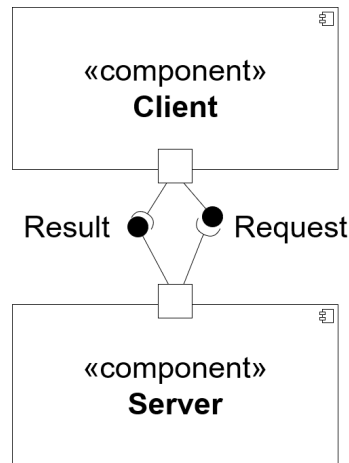 «component»
Client
Result
Request
«component»
Server